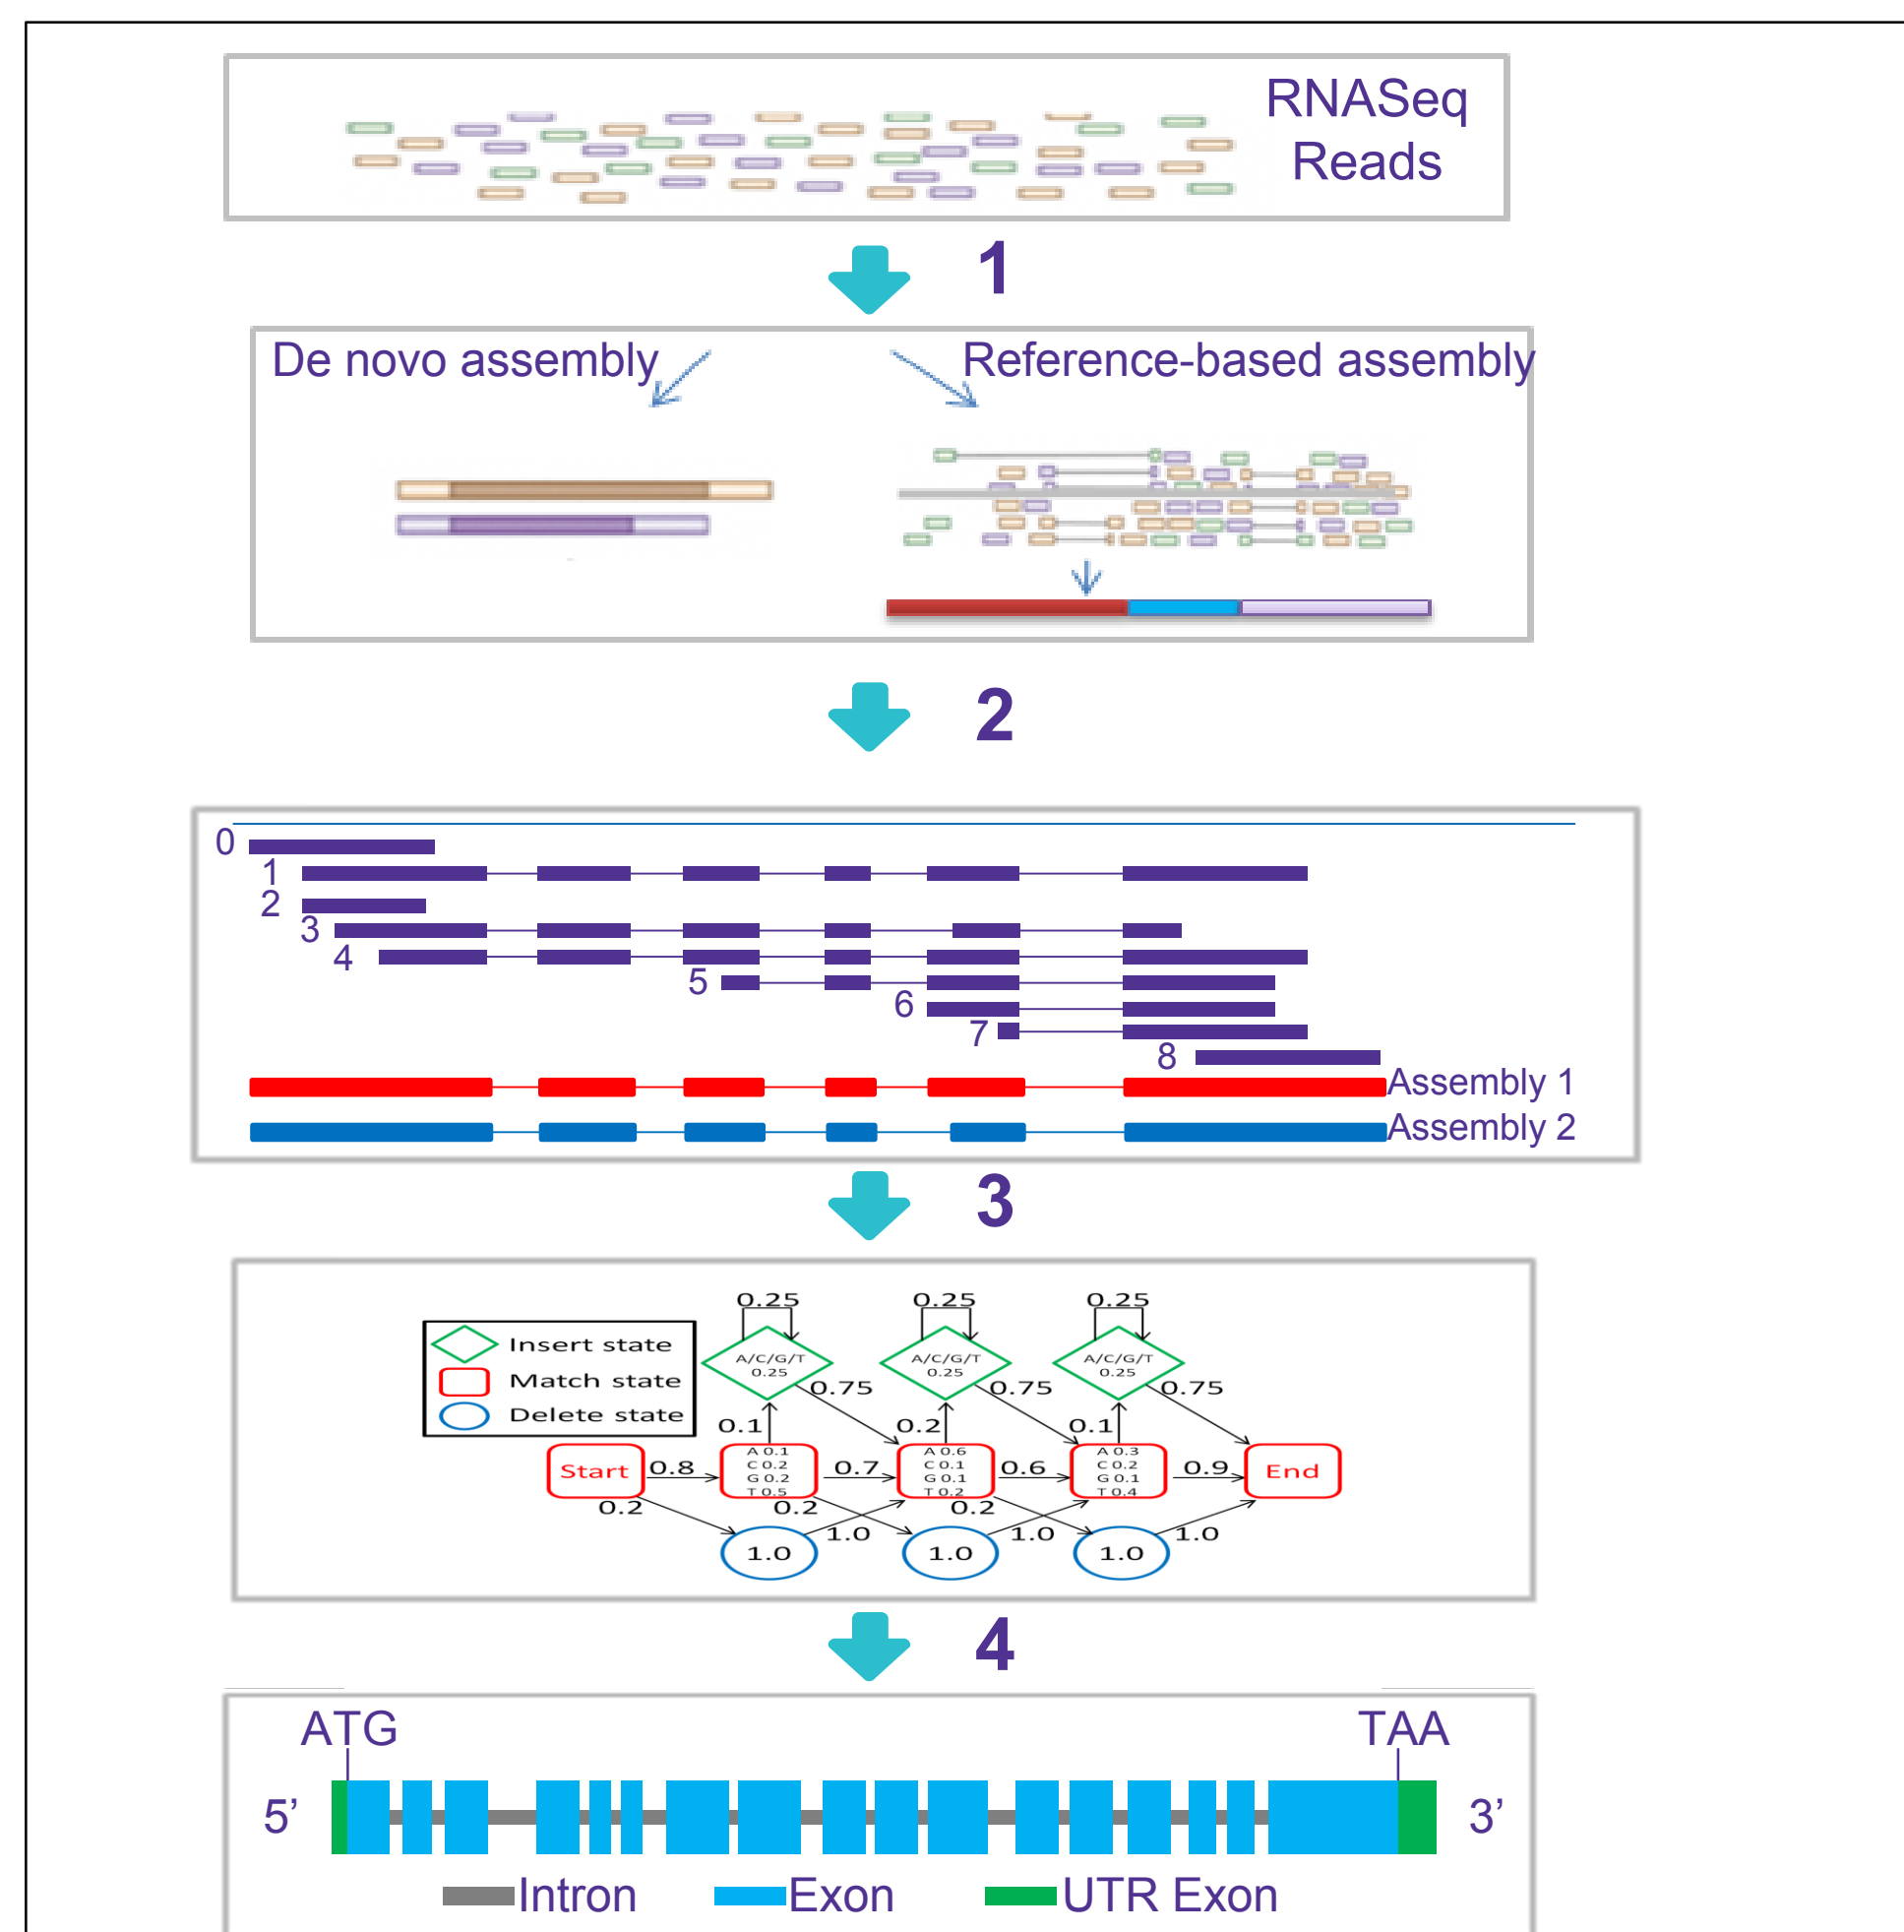 RNASeq
Reads
1
De novo assembly
Reference-based assembly
2
0
1
2
3
4
5
6
7
8
Assembly 1
Assembly 2
3
0.25 0.25 0.25
Insert state
Match state
Delete state
A/C/G/T
0.25
A/C/G/T
0.25
A/C/G/T
0.25
0.75 0.75 0.75
0.1 0.2 0.1
Start
0.8
A 0.1
C 0.2
G 0.2
T 0.5
0.7
A 0.6
C 0.1
G 0.1
T 0.2
0.6
A 0.3
C 0.2
G 0.1
T 0.4
0.9
End
0.2 0.2 0.2
1.0 1.0 1.0
1.0 1.0 1.0
4
ATG TAA
5’ 3’
Intron Exon UTR Exon